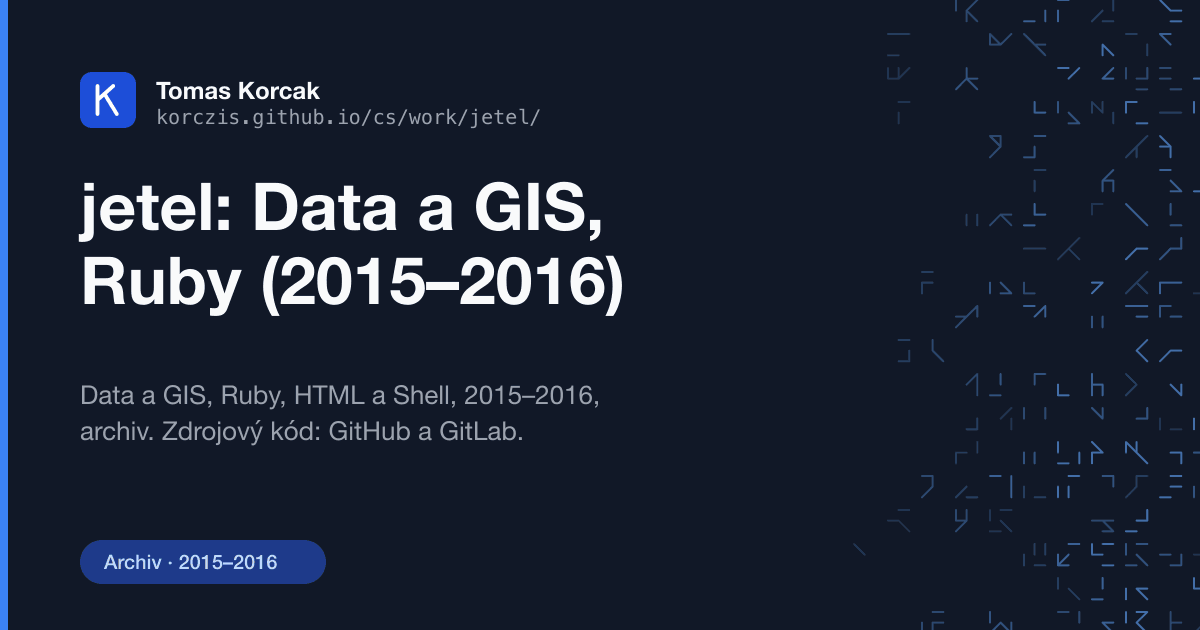 K
Tomas Korcak
korczis.github.io/cs/work/jetel/
jetel: Data a GIS,
Ruby (2015–2016)
Data a GIS, Ruby, HTML a Shell, 2015–2016,
archiv. Zdrojový kód: GitHub a GitLab.
Archiv · 2015–2016